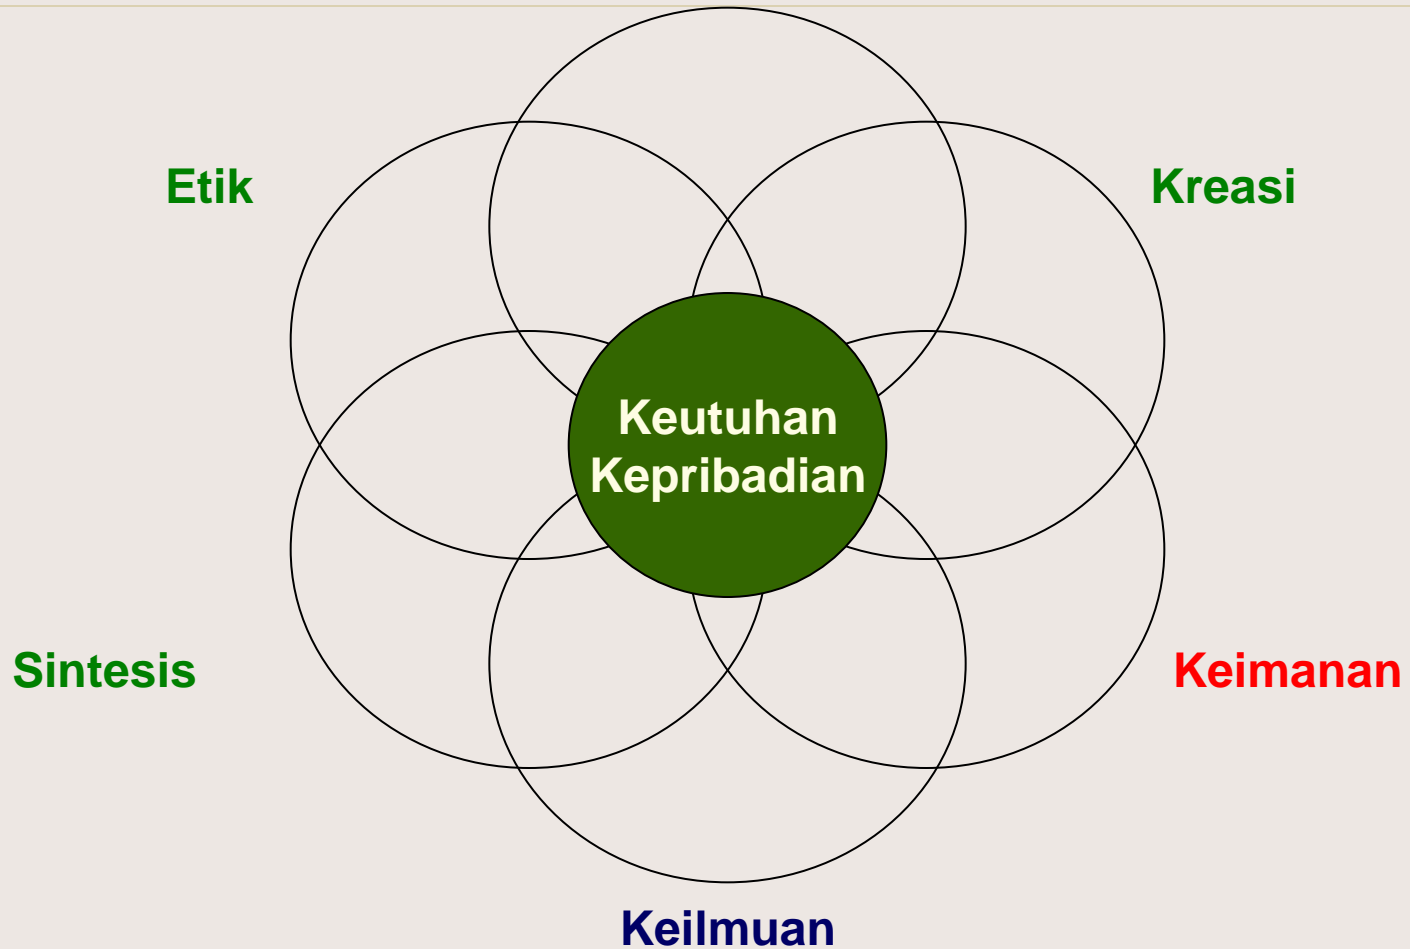 Etik
Kreasi
Keutuhan
Kepribadian
Sintesis
Keimanan
Keilmuan